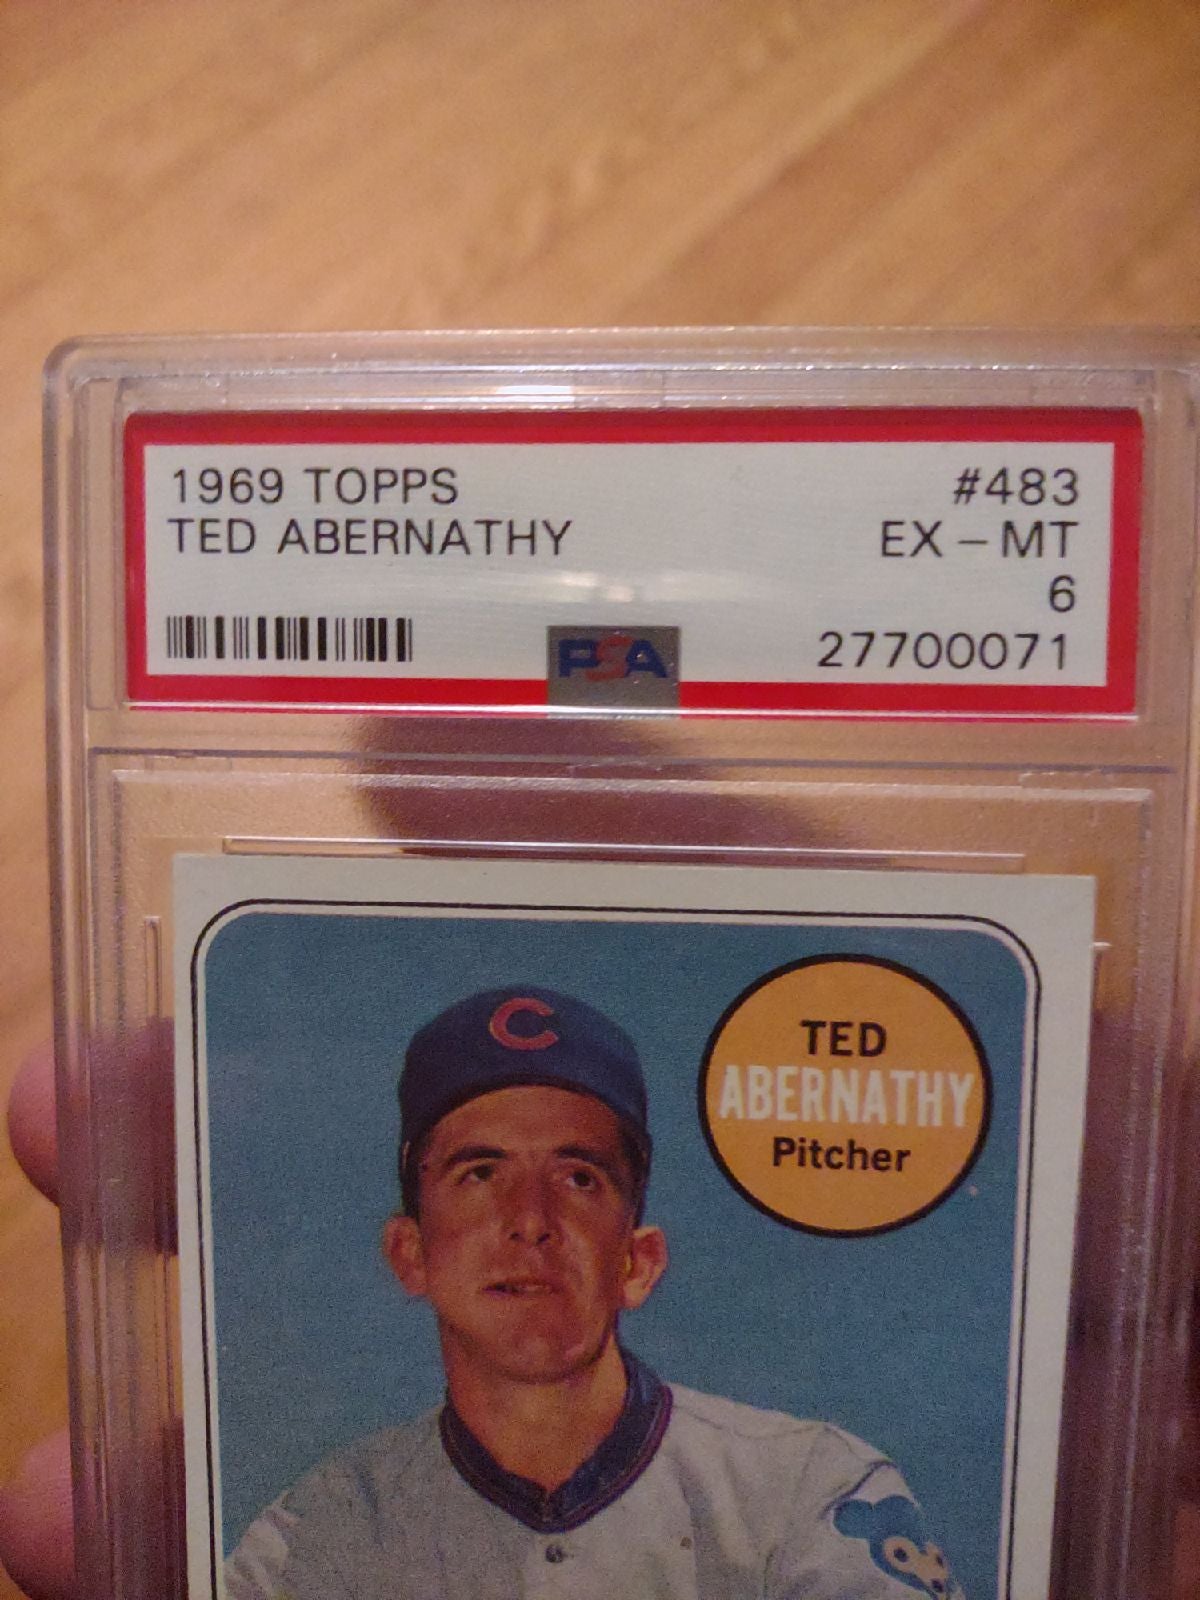 1969 TOPPS #483
TED ABERNATHY EX - MT
6
PSA 27700071
C
TED
ABERNATHY
Pitcher